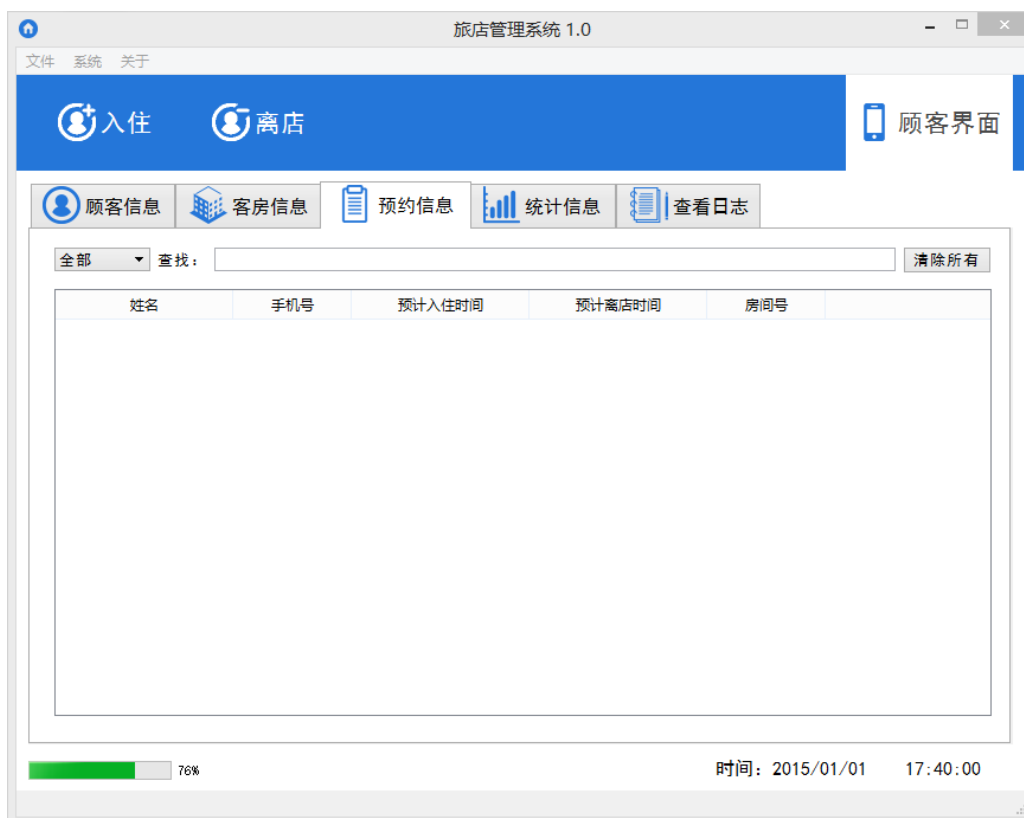 旅店管理系统 1.0
文件 系统 关于
入住 离店 顾客界面
顾客信息 客房信息 预约信息 统计信息 查看日志
全部 查找： 清除所有
姓名 手机号 预计入住时间 预计离店时间 房间号
76% 时间：2015/01/01 17:40:00